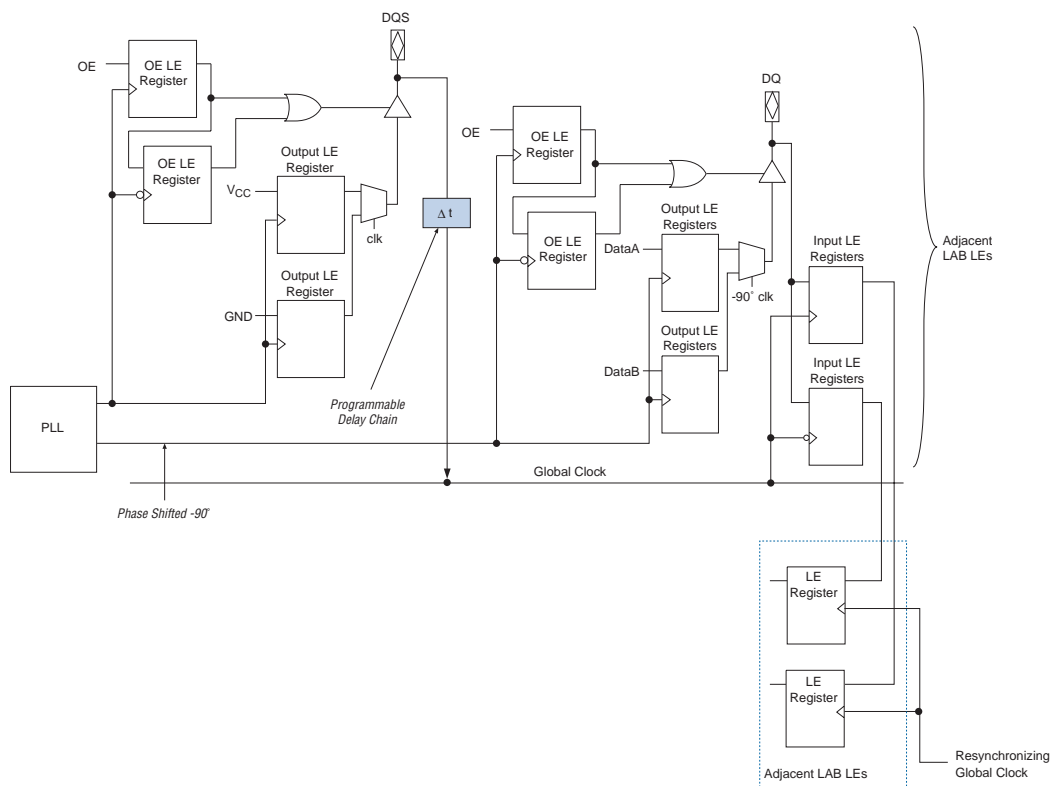 DQS
OE
OE LE
Register
OE LE
Register
Output LE
Register
VCC
clk
Output LE
Register
GND
Δ t
PLL
Programmable
Delay Chain
Phase Shifted -90°
Global Clock
DQ
OE
OE LE
Register
OE LE
Register
Output LE
Registers
DataA
-90° clk
Output LE
Registers
DataB
Input LE
Registers
Input LE
Registers
Adjacent
LAB LEs
LE
Register
LE
Register
Adjacent LAB LEs
Resynchronizing
Global Clock